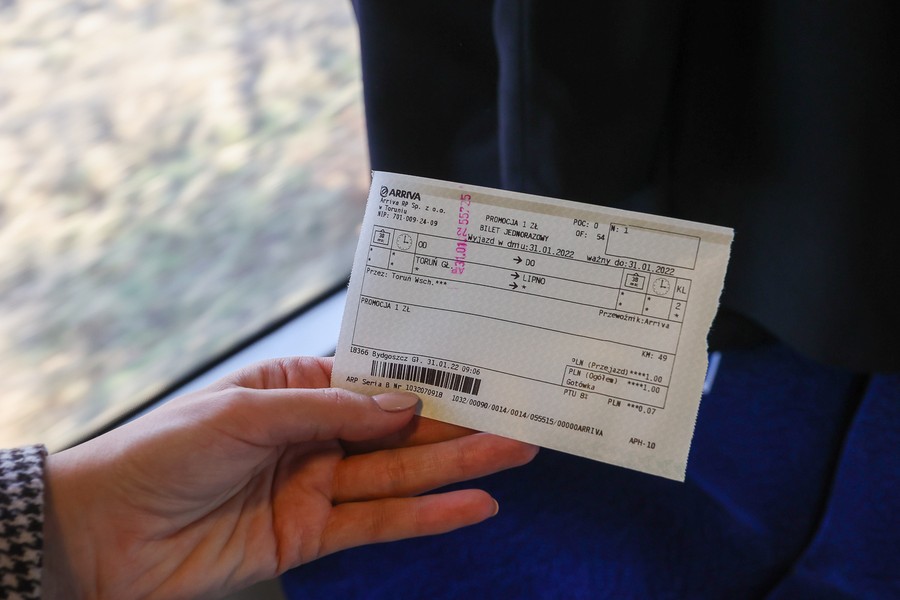 ARRIVA
Arriva RP Sp. z o.o.
w Toruniu
NIP: 701-009-24-09
PROMOCJA 1 ZŁ
BILET JEDNORAZOWY
Wyjazd w dniu:31.01.2022
ważny do:31.01.2022
POC: O
OF: 54
N: 1
OD → DO KL
TORUŃ GŁ. → LIPNO 2
* * * → * * * *
Przez: Toruń Wsch.***
Przewoźnik:Arriva
PROMOCJA 1 ZŁ
KM: 49
PLN (Przejazd)****1.00
PLN (Ogółem) ****1.00
Gotówka
PTU B: PLN ***0.07
18366 Bydgoszcz Gł. 31.01.22 09:06
ARP Seria B Nr 1032070918
1032/00090/0014/0014/055515/00000ARRIVA
APH-10